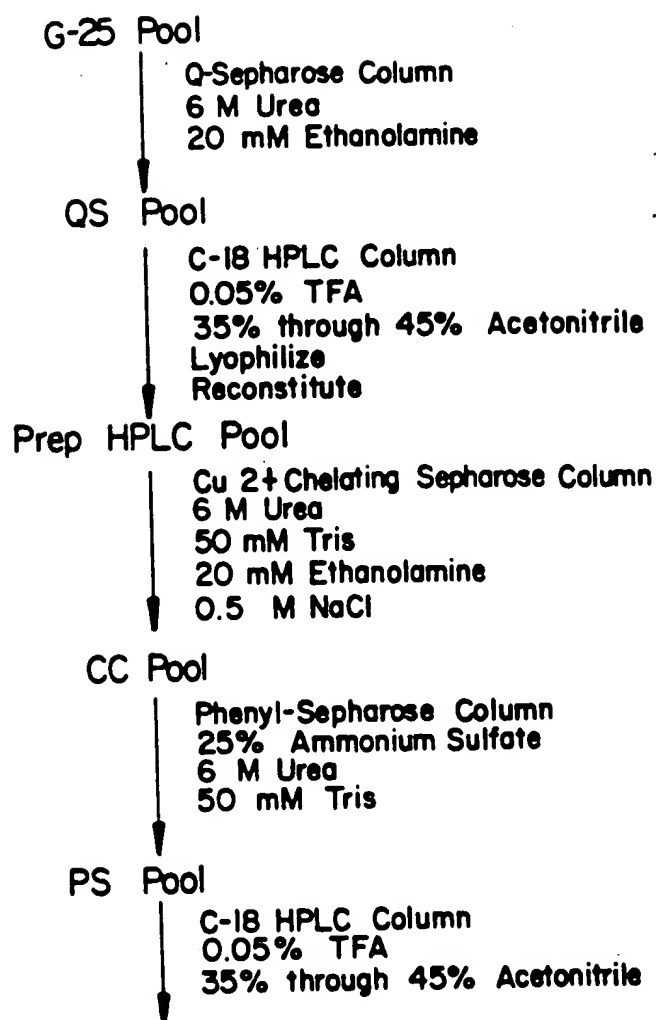 G-25 Pool
Q-Sepharose Column
6 M Urea
20 mM Ethanolamine
QS Pool
C-18 HPLC Column
0.05% TFA
35% through 45% Acetonitrile
Lyophilize
Reconstitute
Prep HPLC Pool
Cu 2+ Chelating Sepharose Column
6 M Urea
50 mM Tris
20 mM Ethanolamine
0.5 M NaCl
CC Pool
Phenyl-Sepharose Column
25% Ammonium Sulfate
6 M Urea
50 mM Tris
PS Pool
C-18 HPLC Column
0.05% TFA
35% through 45% Acetonitrile